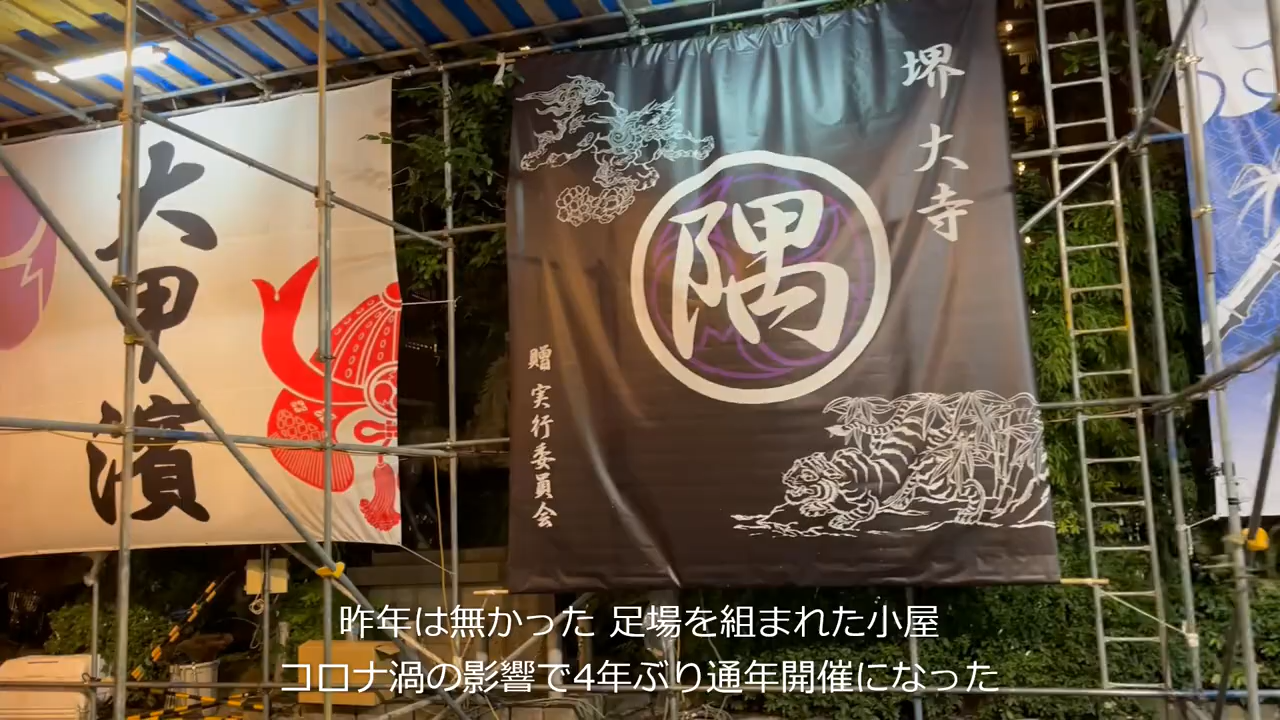 大甲濱
堺 大寺
隅
贈 実行委員会
昨年は無かった 足場を組まれた小屋
コロナ渦の影響で4年ぶり通年開催になった